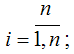 n̅
i = 1̅,̅n̅ ;